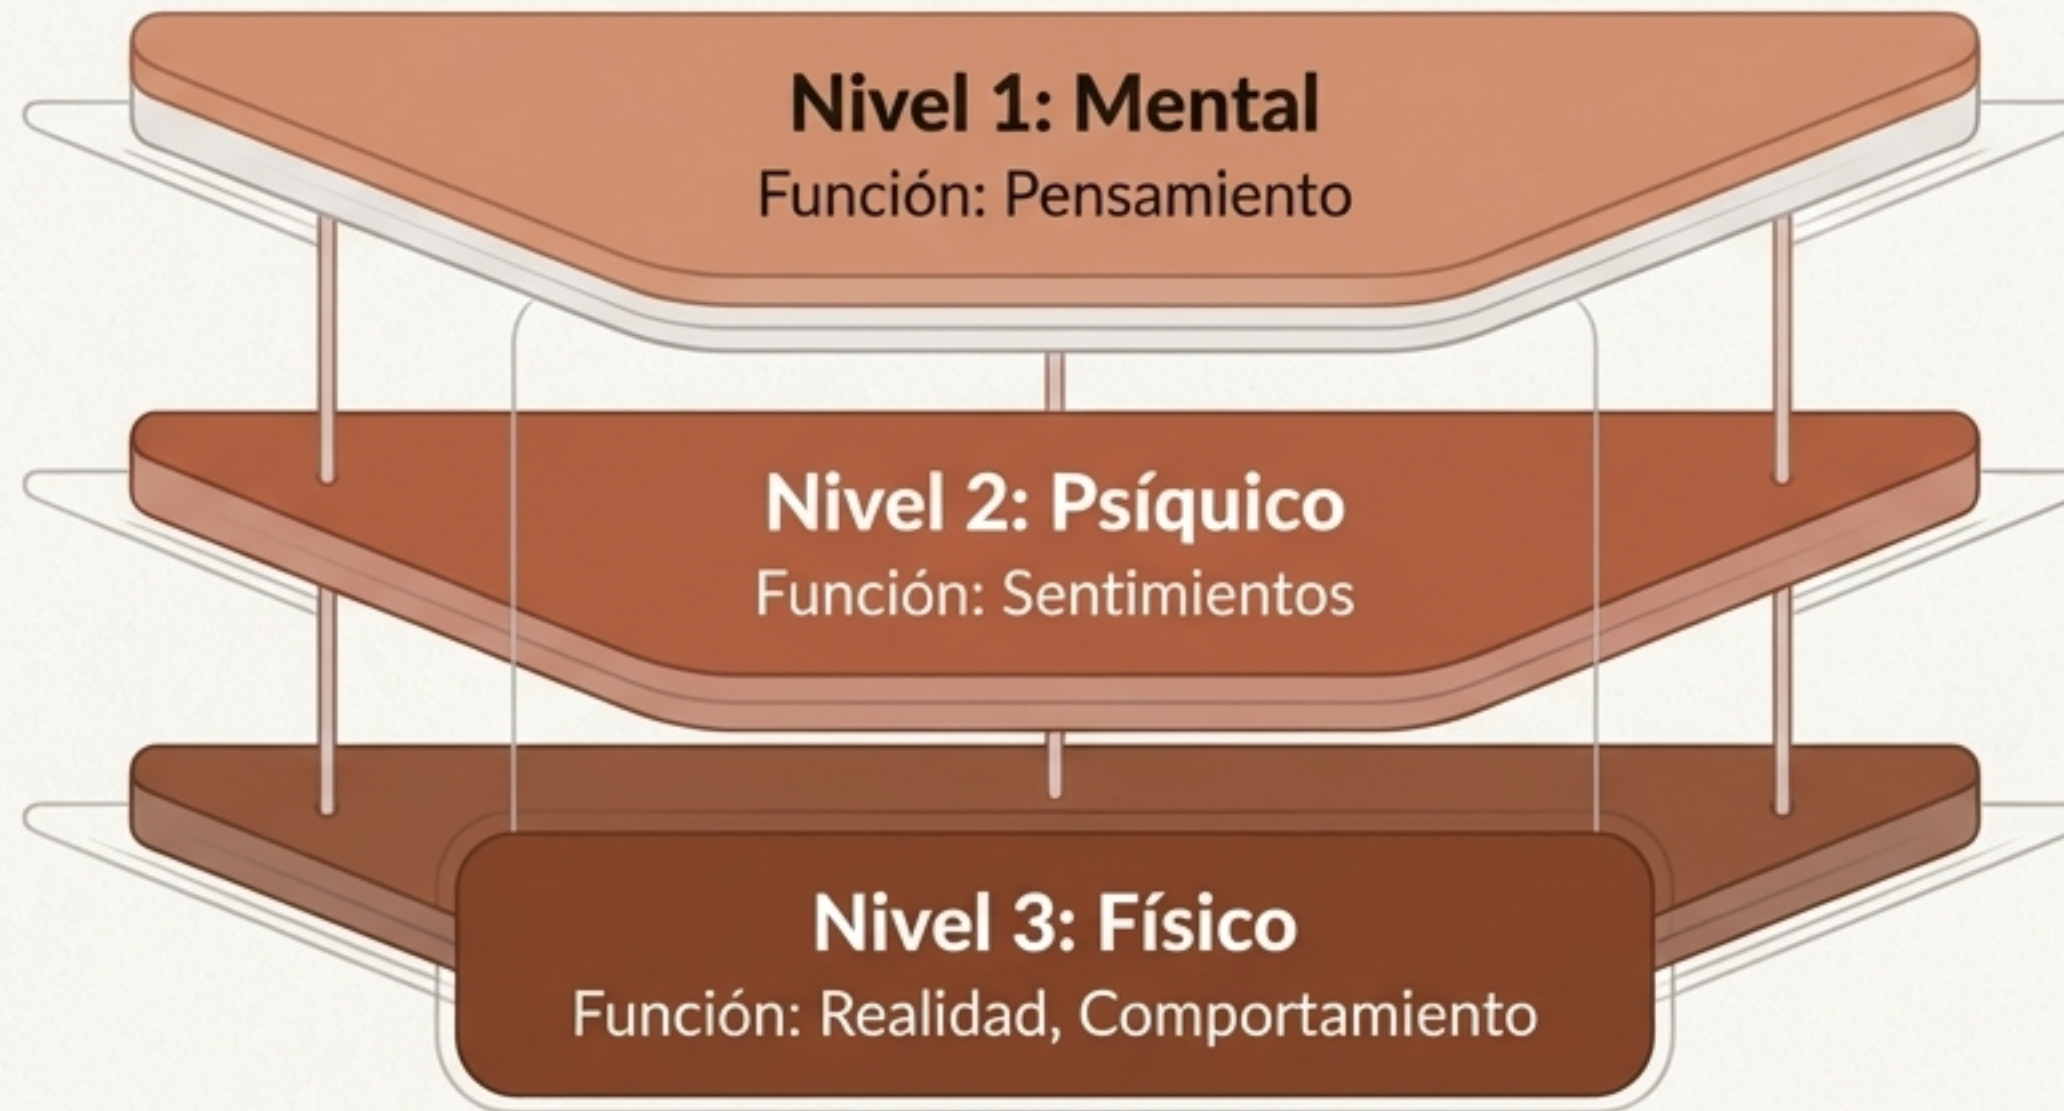 Nivel 1: Mental
Función: Pensamiento
Nivel 2: Psíquico
Función: Sentimientos
Nivel 3: Físico
Función: Realidad, Comportamiento